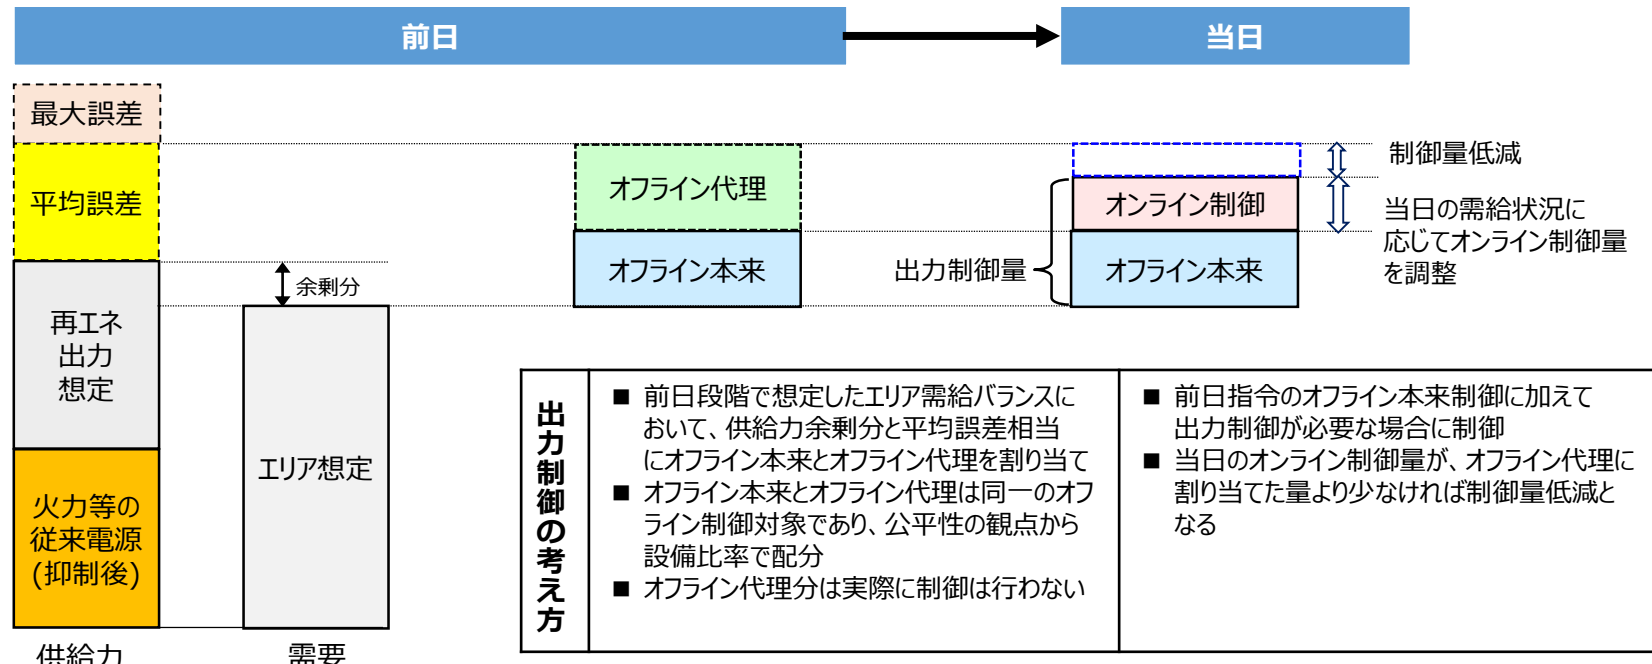 前日
当日
最大誤差
平均誤差
再エネ
出力
想定
火力等の
従来電源
(抑制後)
供給力
余剰分
エリア想定
需要
オフライン代理
オフライン本来
出力制御量
オンライン制御
オフライン本来
制御量低減
当日の需給状況に
応じてオンライン制御量
を調整
出力制御の考え方
■ 前日段階で想定したエリア需給バランスに
おいて、供給力余剰分と平均誤差相当
にオフライン本来とオフライン代理を割り当て
■ オフライン本来とオフライン代理は同一のオフ
ライン制御対象であり、公平性の観点から
設備比率で配分
■ オフライン代理分は実際に制御は行わない
■ 前日指令のオフライン本来制御に加えて
出力制御が必要な場合に制御
■ 当日のオンライン制御量が、オフライン代理に
割り当てた量より少なければ制御量低減と
なる